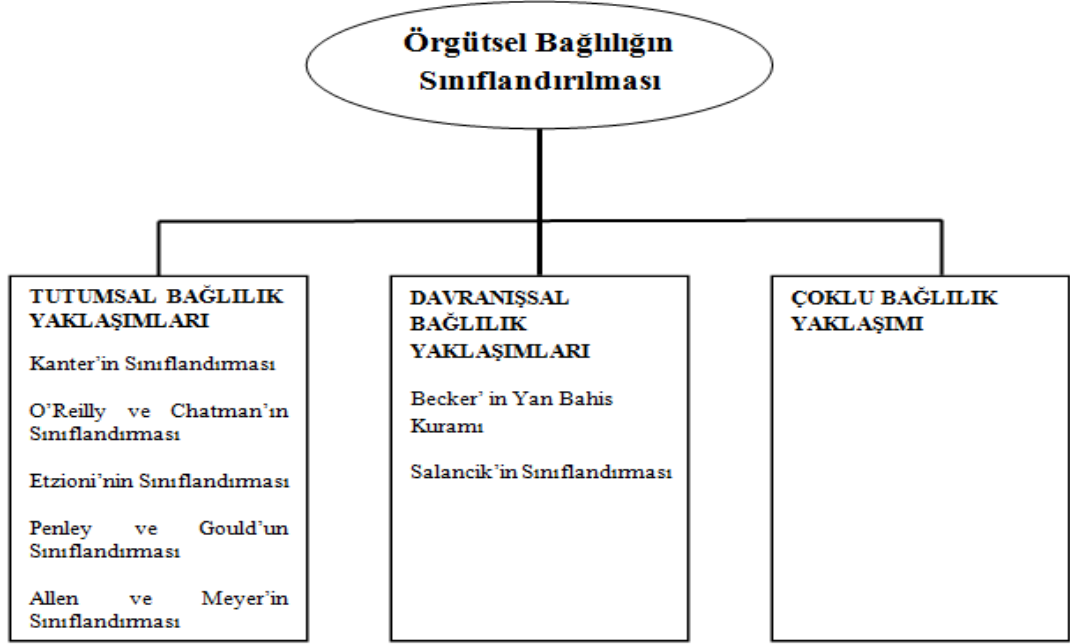 Örgütsel Bağlılığın
Sınıflandırılması
TUTUMSAL BAĞLILIK
YAKLAŞIMLARI
Kanter’in Sınıflandırması
O’Reilly ve Chatman’ın
Sınıflandırması
Etzioni’nin Sınıflandırması
Penley ve Gould’un
Sınıflandırması
Allen ve Meyer’in
Sınıflandırması
DAVRANIŞSAL
BAĞLILIK
YAKLAŞIMLARI
Becker’ in Yan Bahis
Kuramı
Salancik’in Sınıflandırması
ÇOKLU BAĞLILIK
YAKLAŞIMI